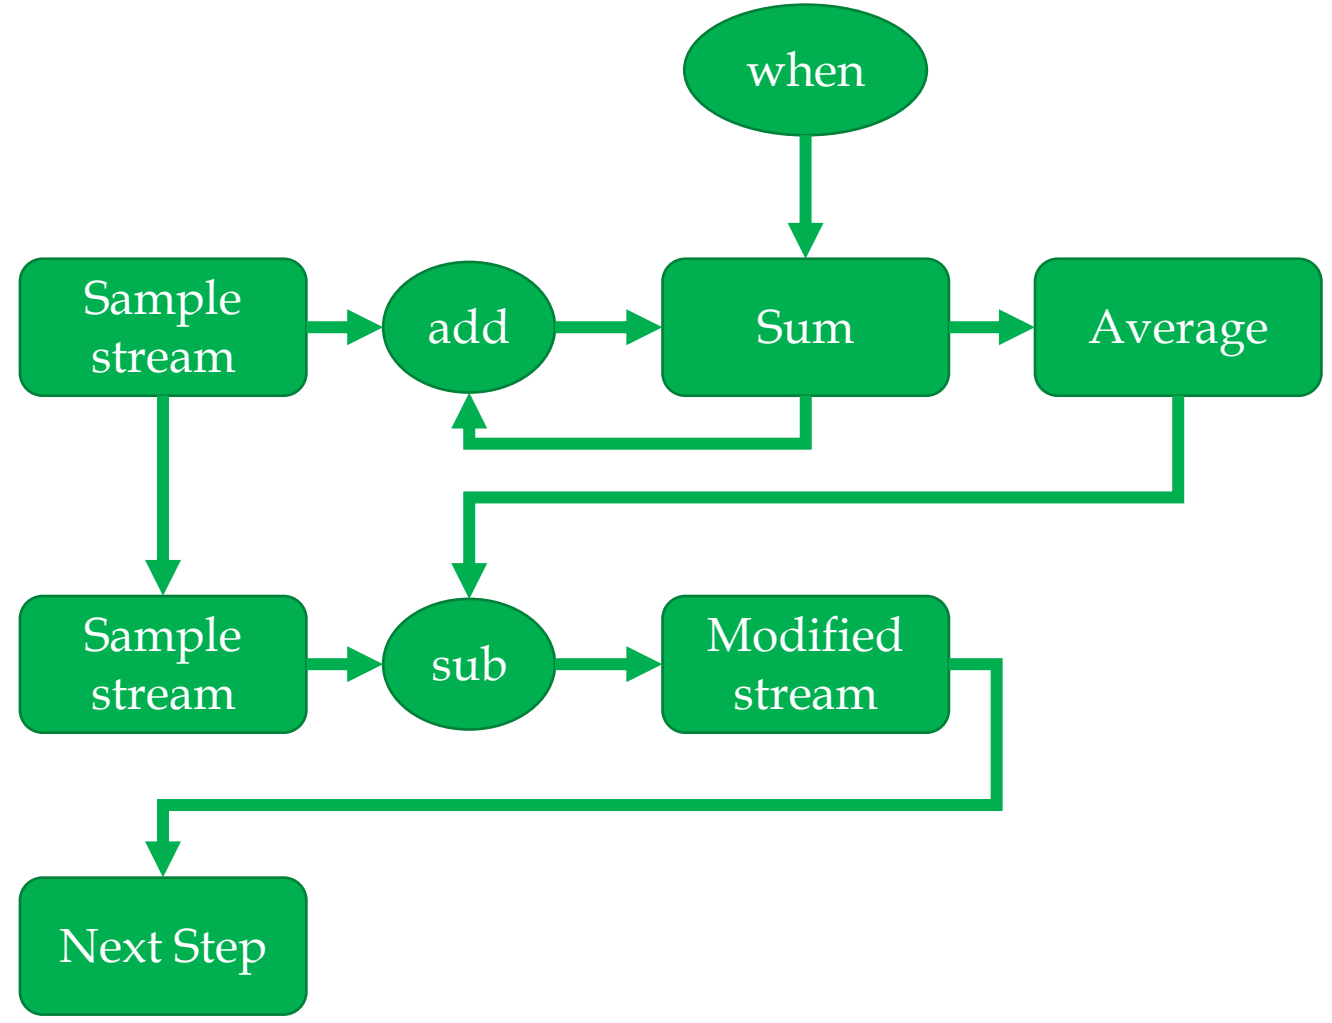 when
Sample
stream
add
Sum
Average
Sample
stream
sub
Modified
stream
Next Step